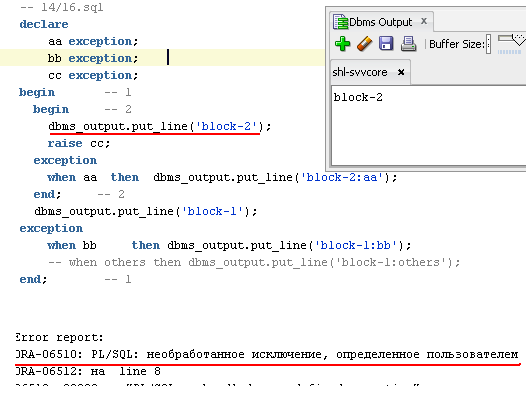 -- 14/16.sql
declare
aa exception;
bb exception;
cc exception;
begin -- 1
begin -- 2
dbms_output.put_line('block-2');
raise cc;
exception
when aa then dbms_output.put_line('block-2:aa');
end; -- 2
dbms_output.put_line('block-1');
exception
when bb then dbms_output.put_line('block-1:bb');
-- when others then dbms_output.put_line('block-1:others');
end; -- 1
Dbms Output x
Buffer Size:
shl-svvcore x
block-2
Error report:
ORA-06510: PL/SQL: необработанное исключение, определенное пользователем
ORA-06512: на line 8